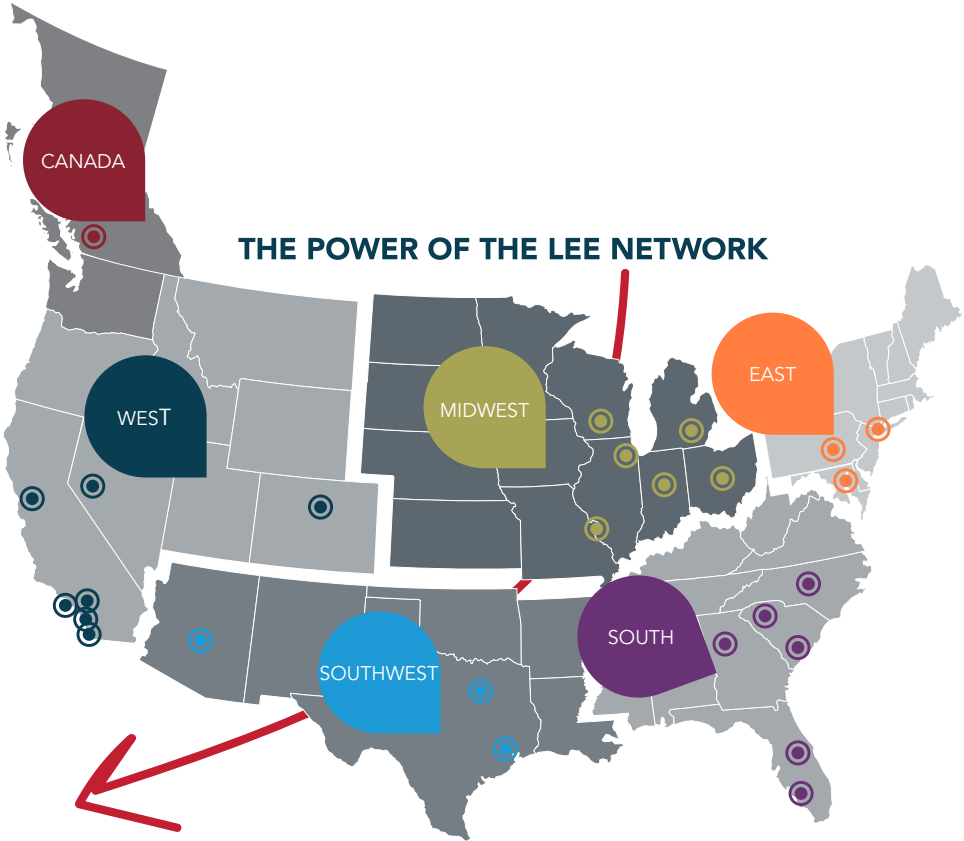 CANADA
THE POWER OF THE LEE NETWORK
EAST
MIDWEST
WEST
SOUTH
SOUTHWEST